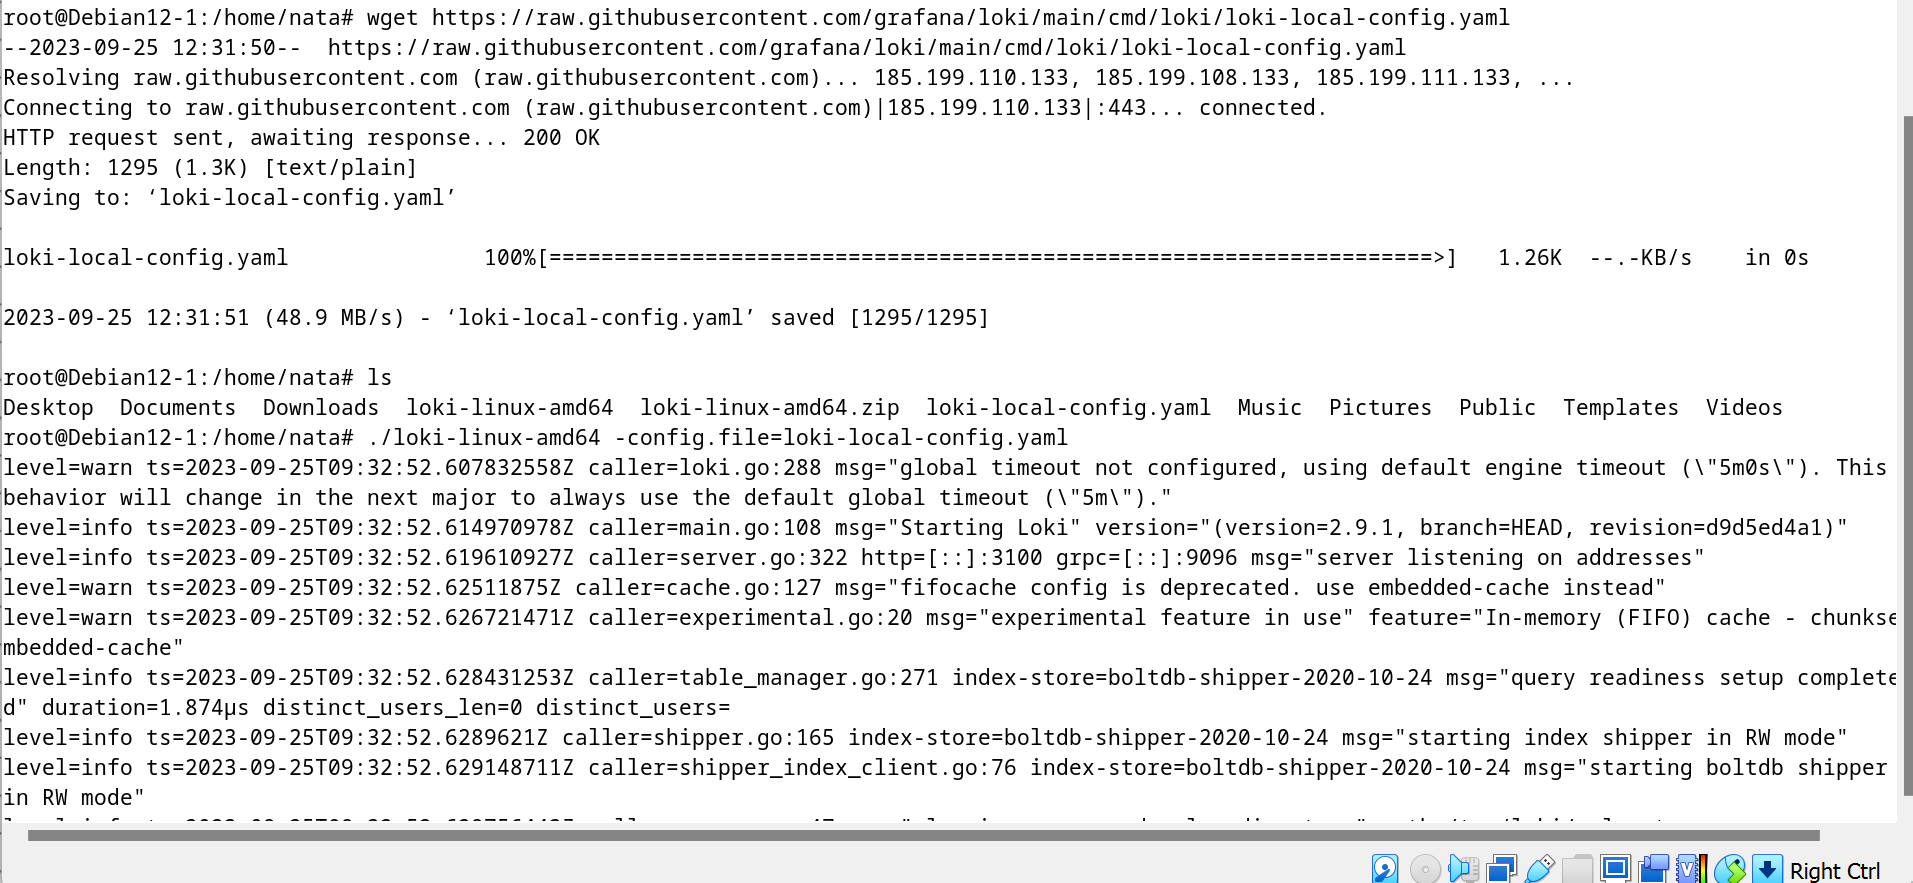 root@Debian12-1:/home/nata# wget https://raw.githubusercontent.com/grafana/loki/main/cmd/loki/loki-local-config.yaml
--2023-09-25 12:31:50--  https://raw.githubusercontent.com/grafana/loki/main/cmd/loki/loki-local-config.yaml
Resolving raw.githubusercontent.com (raw.githubusercontent.com)... 185.199.110.133, 185.199.108.133, 185.199.111.133, ...
Connecting to raw.githubusercontent.com (raw.githubusercontent.com)|185.199.110.133|:443... connected.
HTTP request sent, awaiting response... 200 OK
Length: 1295 (1.3K) [text/plain]
Saving to: ‘loki-local-config.yaml’
loki-local-config.yaml               100%[====================================================================>]   1.26K  --.-KB/s    in 0s
2023-09-25 12:31:51 (48.9 MB/s) - ‘loki-local-config.yaml’ saved [1295/1295]
root@Debian12-1:/home/nata# ls
Desktop  Documents  Downloads  loki-linux-amd64  loki-linux-amd64.zip  loki-local-config.yaml  Music  Pictures  Public  Templates  Videos
root@Debian12-1:/home/nata# ./loki-linux-amd64 -config.file=loki-local-config.yaml
level=warn ts=2023-09-25T09:32:52.607832558Z caller=loki.go:288 msg="global timeout not configured, using default engine timeout (\"5m0s\"). This
behavior will change in the next major to always use the default global timeout (\"5m\")."
level=info ts=2023-09-25T09:32:52.614970978Z caller=main.go:108 msg="Starting Loki" version="(version=2.9.1, branch=HEAD, revision=d9d5ed4a1)"
level=info ts=2023-09-25T09:32:52.619610927Z caller=server.go:322 http=[::]:3100 grpc=[::]:9096 msg="server listening on addresses"
level=warn ts=2023-09-25T09:32:52.62511875Z caller=cache.go:127 msg="fifocache config is deprecated. use embedded-cache instead"
level=warn ts=2023-09-25T09:32:52.626721471Z caller=experimental.go:20 msg="experimental feature in use" feature="In-memory (FIFO) cache - chunkse
mbedded-cache"
level=info ts=2023-09-25T09:32:52.628431253Z caller=table_manager.go:271 index-store=boltdb-shipper-2020-10-24 msg="query readiness setup complete
d" duration=1.874µs distinct_users_len=0 distinct_users=
level=info ts=2023-09-25T09:32:52.6289621Z caller=shipper.go:165 index-store=boltdb-shipper-2020-10-24 msg="starting index shipper in RW mode"
level=info ts=2023-09-25T09:32:52.629148711Z caller=shipper_index_client.go:76 index-store=boltdb-shipper-2020-10-24 msg="starting boltdb shipper
in RW mode"
Right Ctrl